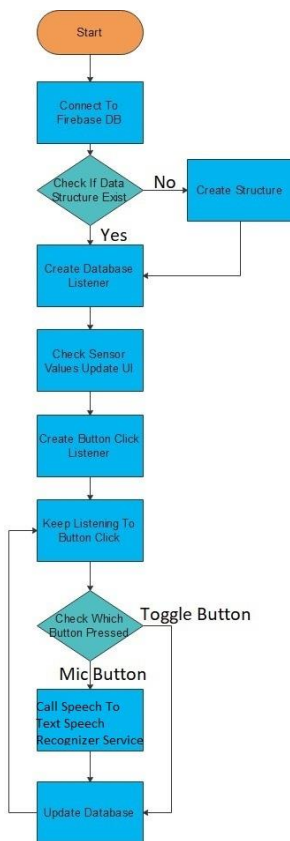 Start
Connect To
Firebase DB
Check If Data
Structure Exist
No
Create Structure
Yes
Create Database
Listener
Check Sensor
Values Update UI
Create Button Click
Listener
Keep Listening To
Button Click
Check Which
Button Pressed
Toggle Button
Mic Button
Call Speech To
Text Speech
Recognizer Service
Update Database